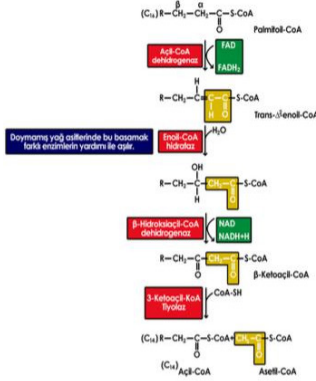 β α
(C₁₄)R—CH₂—CH₂—C—S-CoA
O
Palmitoil-CoA
Açil-CoA
dehidrogenaz
FAD
FADH₂
H
R—CH₂—C=C—C—S-CoA
H O
Trans-Δ²enoil-CoA
Doymamış yağ asitlerinde bu basamak
farklı enzimlerin yardımı ile aşılır.
Enoil-CoA
hidrataz
H₂O
OH
R—CH₂—C—CH₂—C—S-CoA
H O
β-Hidroksiaçil-CoA
dehidrogenaz
NAD
NADH+H
R—CH₂—C—CH₂—C—S-CoA
O O
β-Ketoaçil-CoA
3-Ketoaçil-KoA
Tiyolaz
CoA-SH
(C₁₄)R—CH₂—C—S-CoA+CH₃—C—S-CoA
O O
(C₁₄)Açil-CoA
Asetil-CoA